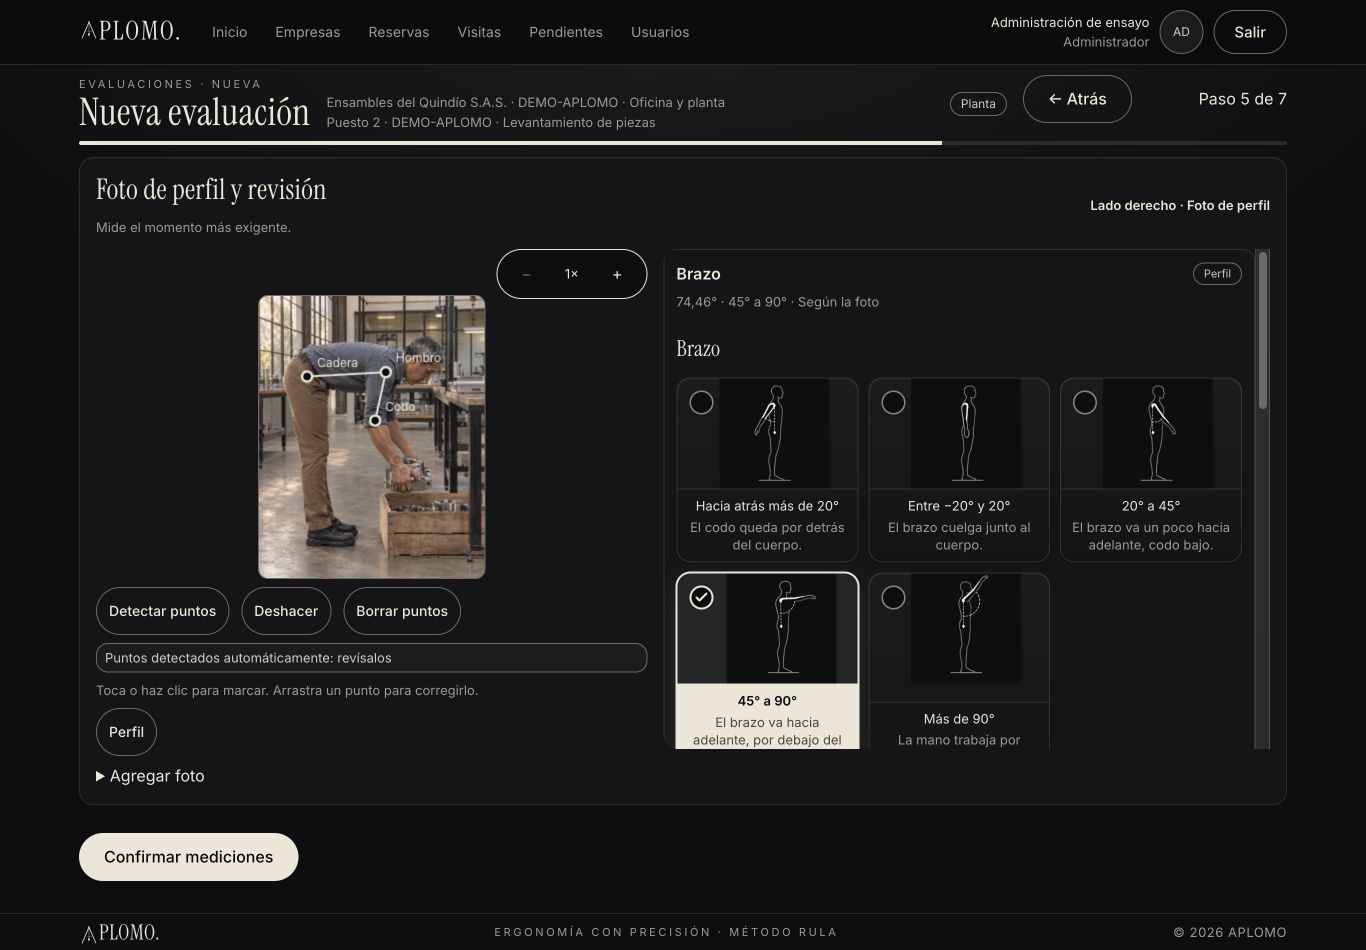 APLOMO.
Inicio
Empresas
Reservas
Visitas
Pendientes
Usuarios
Administración de ensayo
Administrador
AD
Salir
EVALUACIONES · NUEVA
Nueva evaluación
Ensambles del Quindío S.A.S. · DEMO-APLOMO · Oficina y planta
Puesto 2 · DEMO-APLOMO · Levantamiento de piezas
Planta
← Atrás
Paso 5 de 7
Foto de perfil y revisión
Mide el momento más exigente.
Lado derecho · Foto de perfil
− 1× +
Cadera
Hombro
Codo
Detectar puntos
Deshacer
Borrar puntos
Puntos detectados automáticamente: revísalos
Toca o haz clic para marcar. Arrastra un punto para corregirlo.
Perfil
▶ Agregar foto
Brazo
Perfil
74,46° · 45° a 90° · Según la foto
Brazo
Hacia atrás más de 20°
El codo queda por detrás
del cuerpo.
Entre −20° y 20°
El brazo cuelga junto al
cuerpo.
20° a 45°
El brazo va un poco hacia
adelante, codo bajo.
45° a 90°
El brazo va hacia
adelante, por debajo del
Más de 90°
La mano trabaja por
Confirmar mediciones
APLOMO.
ERGONOMÍA CON PRECISIÓN · MÉTODO RULA
© 2026 APLOMO